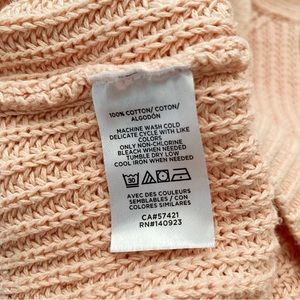 100% COTTON/ COTON/
ALGODÓN
MACHINE WASH COLD
DELICATE CYCLE WITH LIKE
COLORS
ONLY NON-CHLORINE
BLEACH WHEN NEEDED
TUMBLE DRY LOW
COOL IRON WHEN NEEDED
30
AVEC DES COULEURS
SEMBLABLES / CON
COLORES SIMILARES
CA#57421
RN#140923